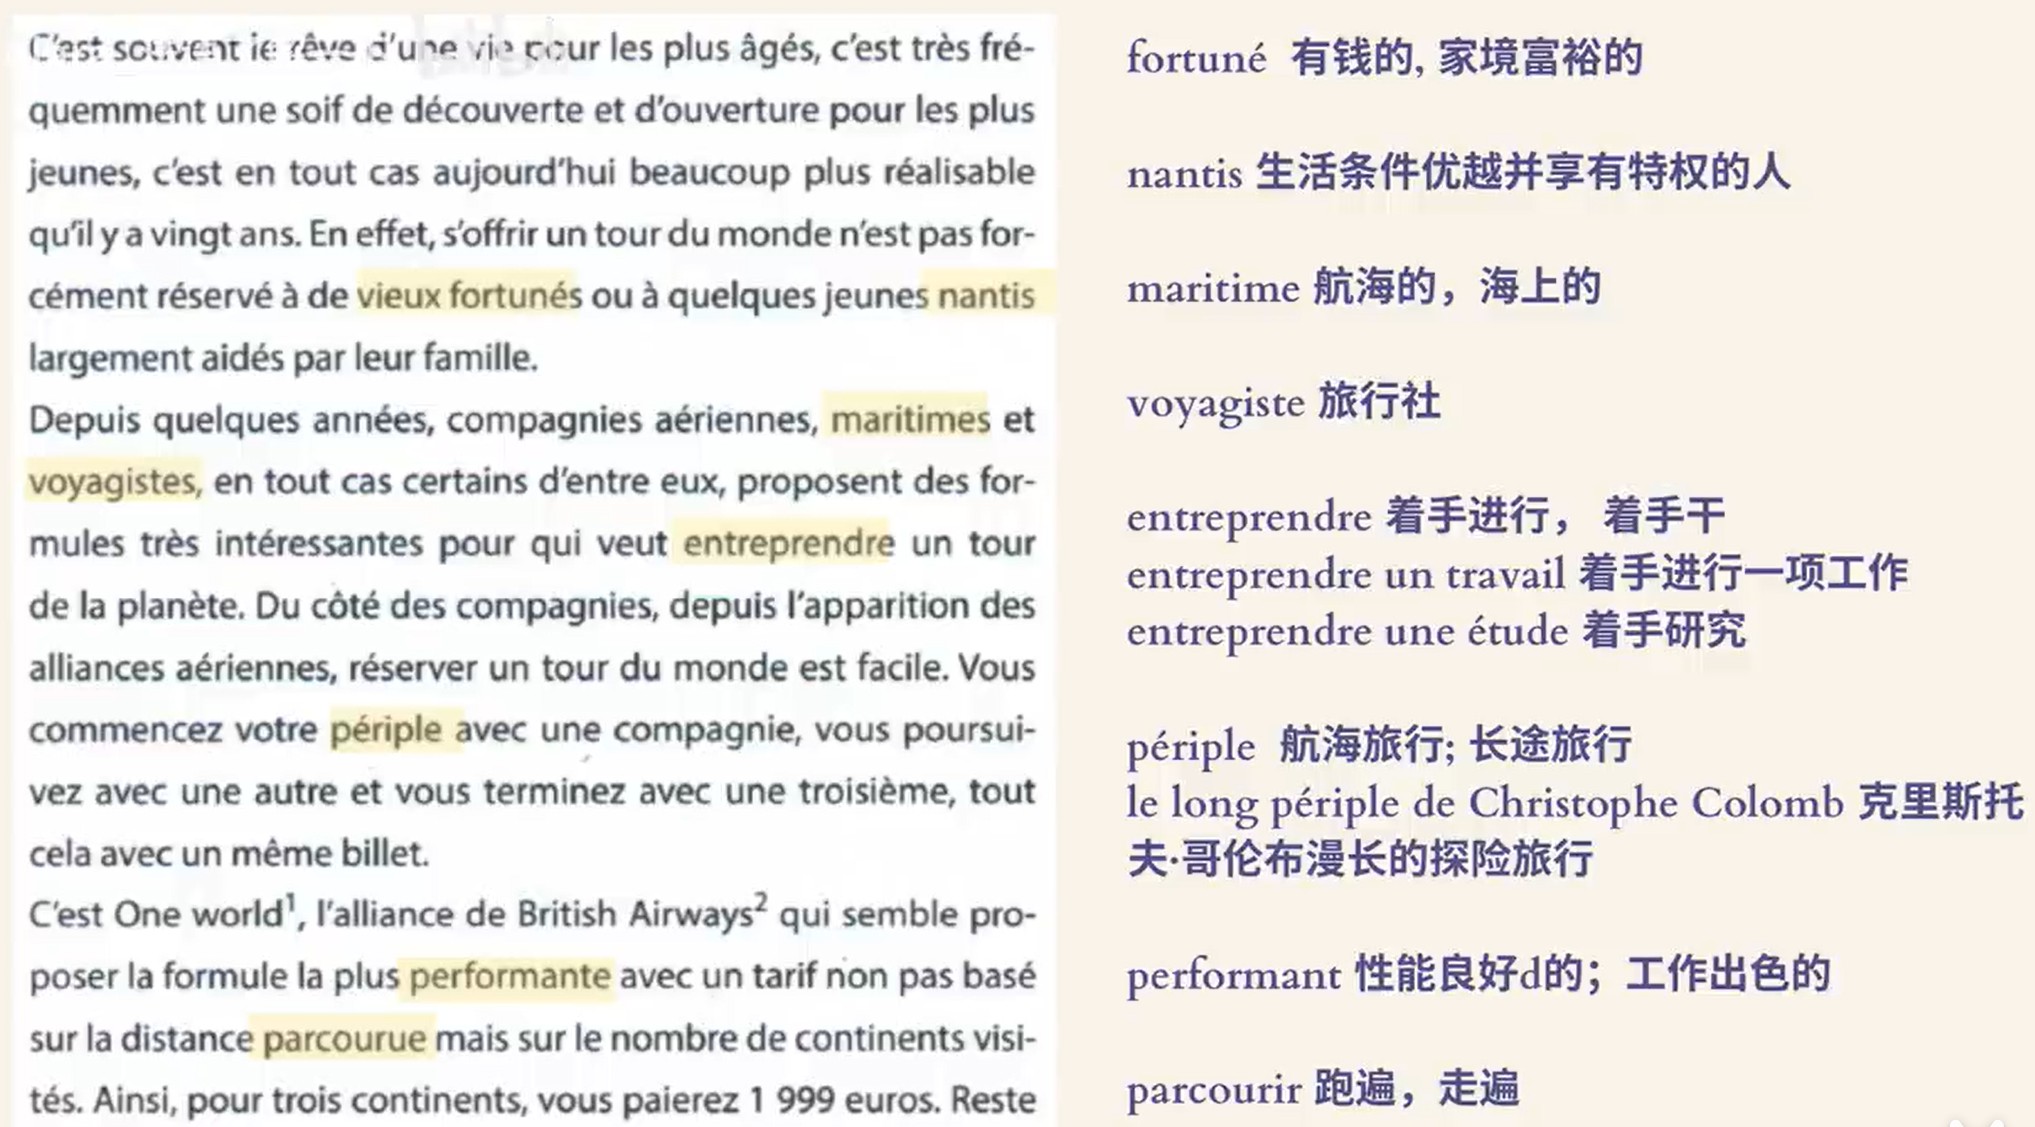 C'est souvent le rêve d'une vie pour les plus âgés, c'est très fré-
quemment une soif de découverte et d'ouverture pour les plus
jeunes, c'est en tout cas aujourd'hui beaucoup plus réalisable
qu'il y a vingt ans. En effet, s'offrir un tour du monde n'est pas for-
cément réservé à de vieux fortunés ou à quelques jeunes nantis
largement aidés par leur famille.
Depuis quelques années, compagnies aériennes, maritimes et
voyagistes, en tout cas certains d'entre eux, proposent des for-
mules très intéressantes pour qui veut entreprendre un tour
de la planète. Du côté des compagnies, depuis l'apparition des
alliances aériennes, réserver un tour du monde est facile. Vous
commencez votre périple avec une compagnie, vous poursui-
vez avec une autre et vous terminez avec une troisième, tout
cela avec un même billet.
C'est One world¹, l'alliance de British Airways² qui semble pro-
poser la formule la plus performante avec un tarif non pas basé
sur la distance parcourue mais sur le nombre de continents visi-
tés. Ainsi, pour trois continents, vous paierez 1 999 euros. Reste
fortuné 有钱的, 家境富裕的
nantis 生活条件优越并享有特权的人
maritime 航海的，海上的
voyagiste 旅行社
entreprendre 着手进行， 着手干
entreprendre un travail 着手进行一项工作
entreprendre une étude 着手研究
périple 航海旅行; 长途旅行
le long périple de Christophe Colomb 克里斯托
夫·哥伦布漫长的探险旅行
performant 性能良好d的；工作出色的
parcourir 跑遍，走遍